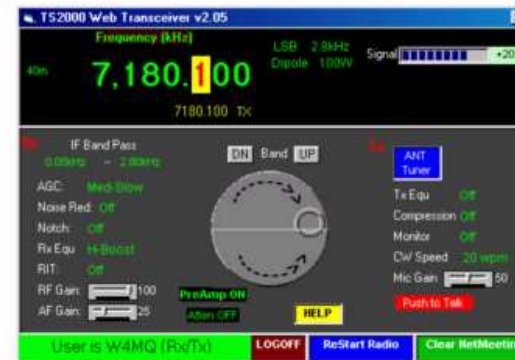 TS2000 Web Transceiver v2.05
Frequency (kHz)
LSB 2.8kHz
Dipole 100W
Signal +20
40m
7,180.100
7180.100 TX
Rx
IF Band Pass
0.00kHz - 2.80kHz
DN Band UP
ANT Tuner
AGC: Med-Slow
Noise Red: Off
Notch: Off
Rx Equ H-Boost
RIT: Off
RF Gain: 100
AF Gain: 25
PreAmp ON
Atten OFF
HELP
Tx Equ Off
Compression Off
Monitor Off
CW Speed 20 wpm
Mic Gain 50
Push to Talk
User is W4MQ (Rx/Tx)
LOGOFF
ReStart Radio
Clear NetMeetin